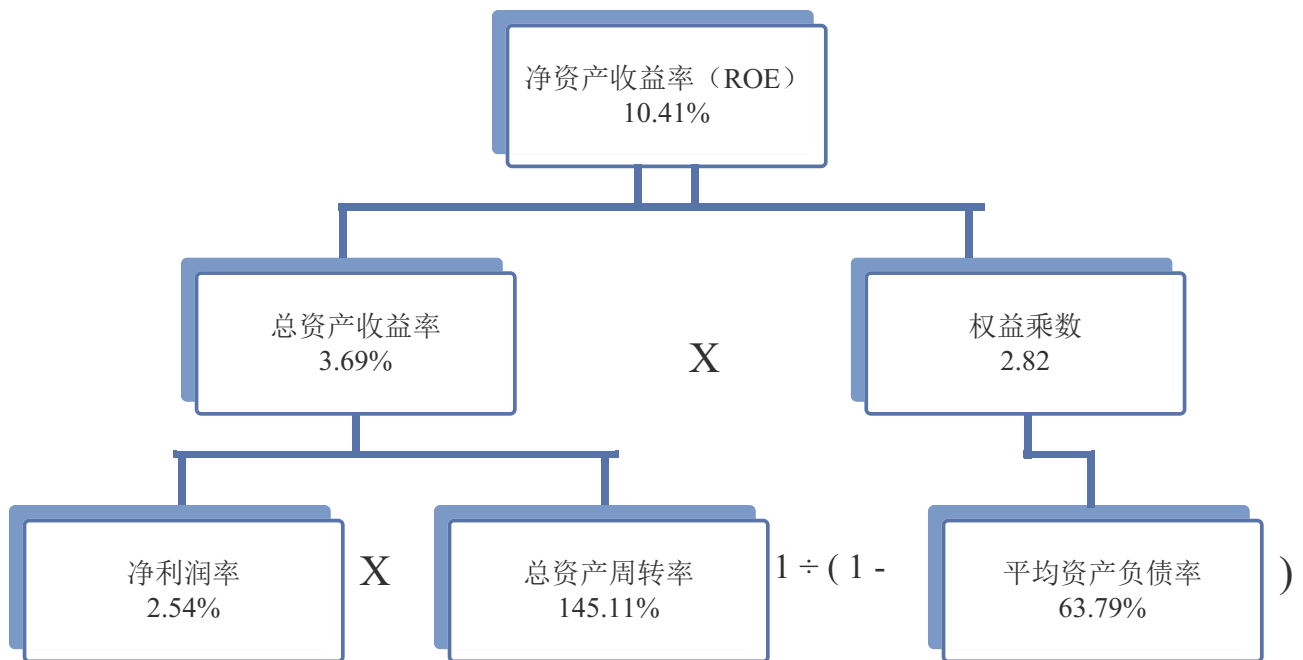 净资产收益率（ROE）
10.41%
总资产收益率
3.69%
X
权益乘数
2.82
净利润率
2.54%
X
总资产周转率
145.11%
1 ÷ ( 1 -
平均资产负债率
63.79%
)